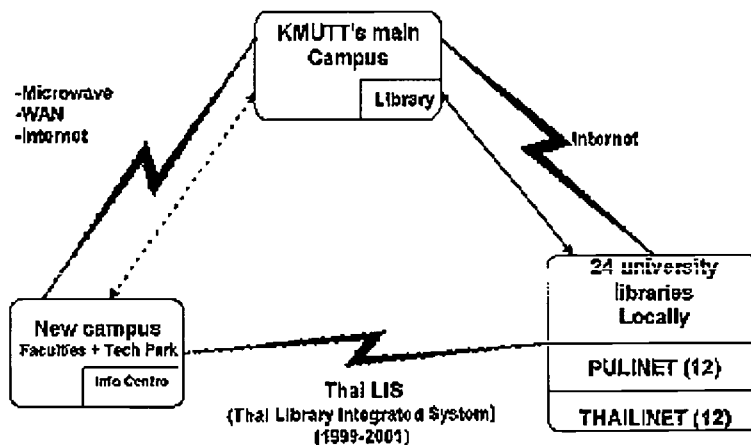 KMUTT's main
Campus
Library
-Microwave
-WAN
-Internet
Internet
24 university
libraries
Locally
PULINET (12)
THAILINET (12)
New campus
Faculties + Tech Park
Info Centre
Thai LIS
(Thai Library Integrated System)
(1999-2001)